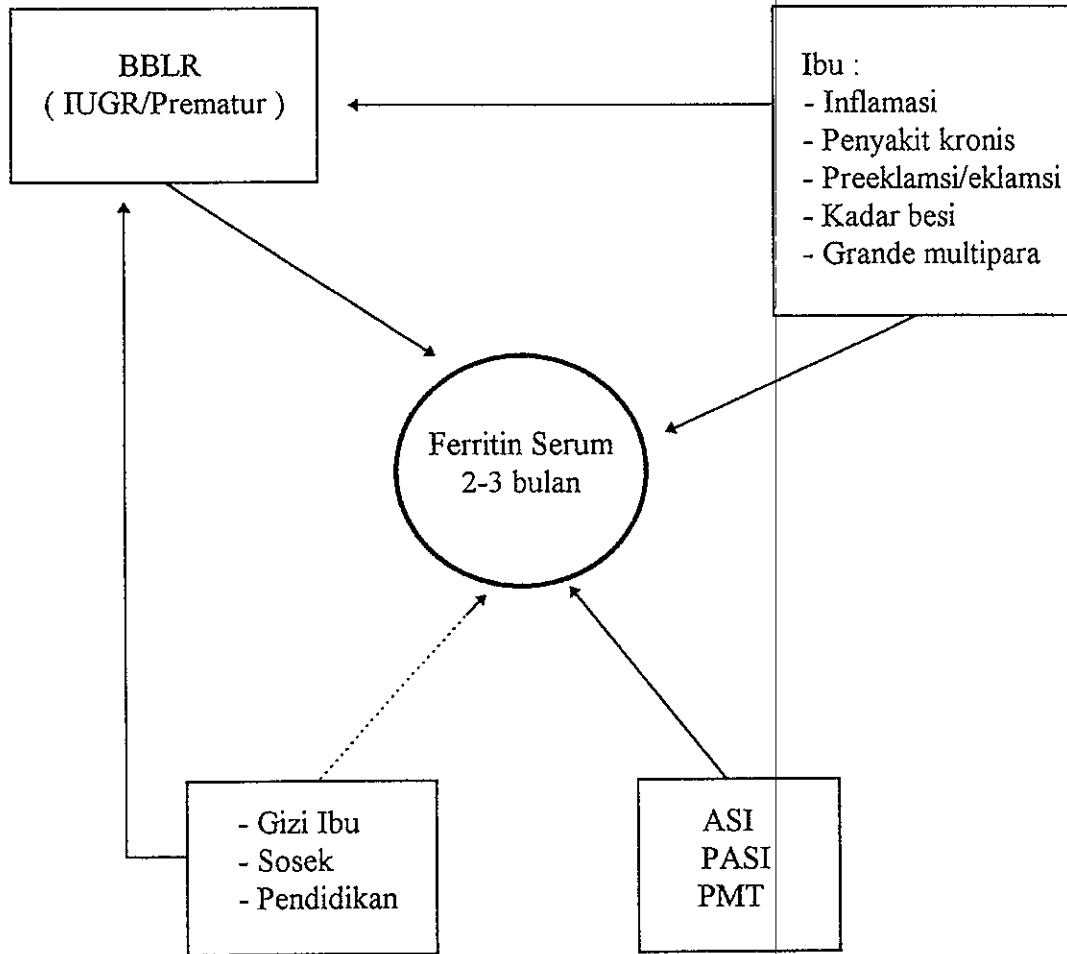 BBLR
( IUGR/Prematur )
Ibu :
- Inflamasi
- Penyakit kronis
- Preeklamsi/eklamsi
- Kadar besi
- Grande multipara
Ferritin Serum
2-3 bulan
- Gizi Ibu
- Sosek
- Pendidikan
ASI
PASI
PMT